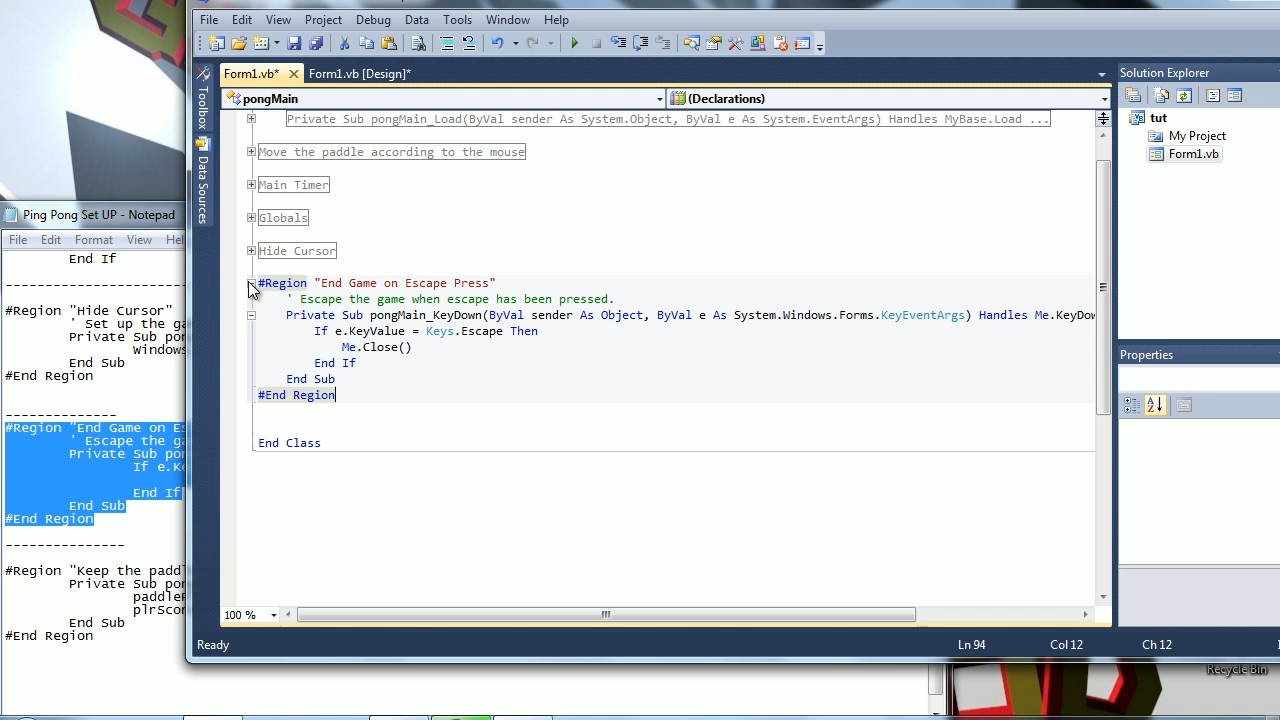 File Edit View Project Debug Data Tools Window Help
Form1.vb* Form1.vb [Design]*
pongMain (Declarations)
Private Sub pongMain_Load(ByVal sender As System.Object, ByVal e As System.EventArgs) Handles MyBase.Load ...
Move the paddle according to the mouse
Main Timer
Globals
Hide Cursor
#Region "End Game on Escape Press"
' Escape the game when escape has been pressed.
Private Sub pongMain_KeyDown(ByVal sender As Object, ByVal e As System.Windows.Forms.KeyEventArgs) Handles Me.KeyDow
If e.KeyValue = Keys.Escape Then
Me.Close()
End If
End Sub
#End Region
End Class
100 %
Ready Ln 94 Col 12 Ch 12
Toolbox
Data Sources
Solution Explorer
tut
My Project
Form1.vb
Properties
Ping Pong Set UP - Notepad
File Edit Format View Hel
End If
#Region "Hide Cursor"
' Set up the ga
Private Sub pon
Windows
End Sub
#End Region
--------------
#Region "End Game on Es
' Escape the ga
Private Sub pon
If e.Ke
End If
End Sub
#End Region
---------------
#Region "Keep the paddl
Private Sub pon
paddleP
plrScor
End Sub
#End Region
Recycle Bin